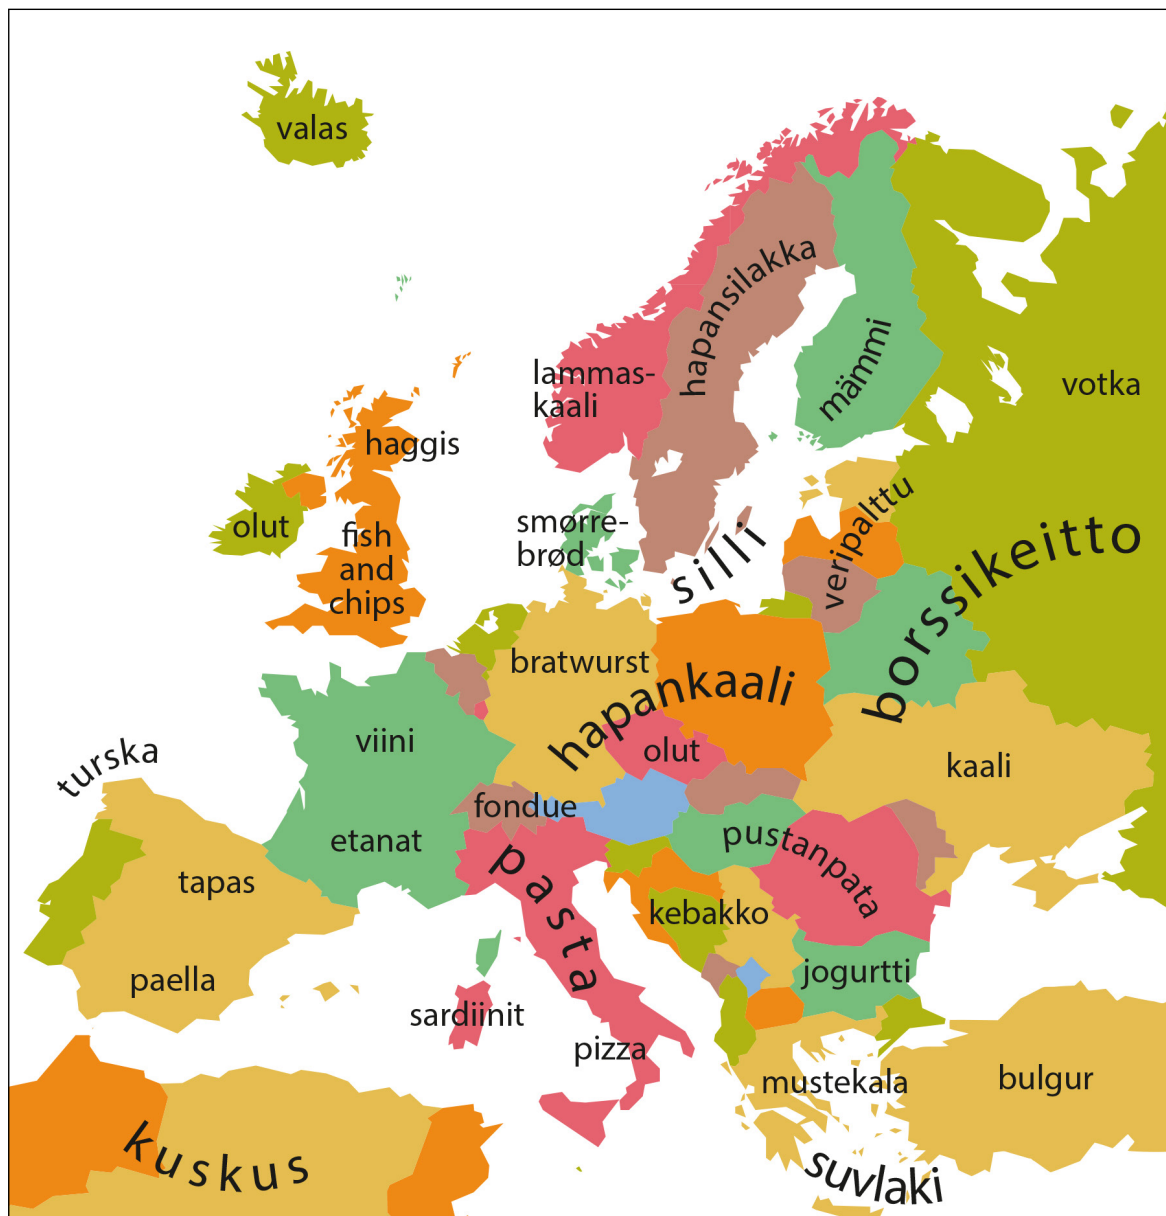 valas
hapansilakka
mämmi
lammas-
kaali
votka
haggis
olut
fish
and
chips
smørre-
brød
silli
veripalttu
borssikeitto
bratwurst
hapankaali
viini
olut
turska
kaali
fondue
etanat
pasta
pustanpata
tapas
kebakko
paella
jogurtti
sardiinit
pizza
mustekala
bulgur
kuskus
suvlaki